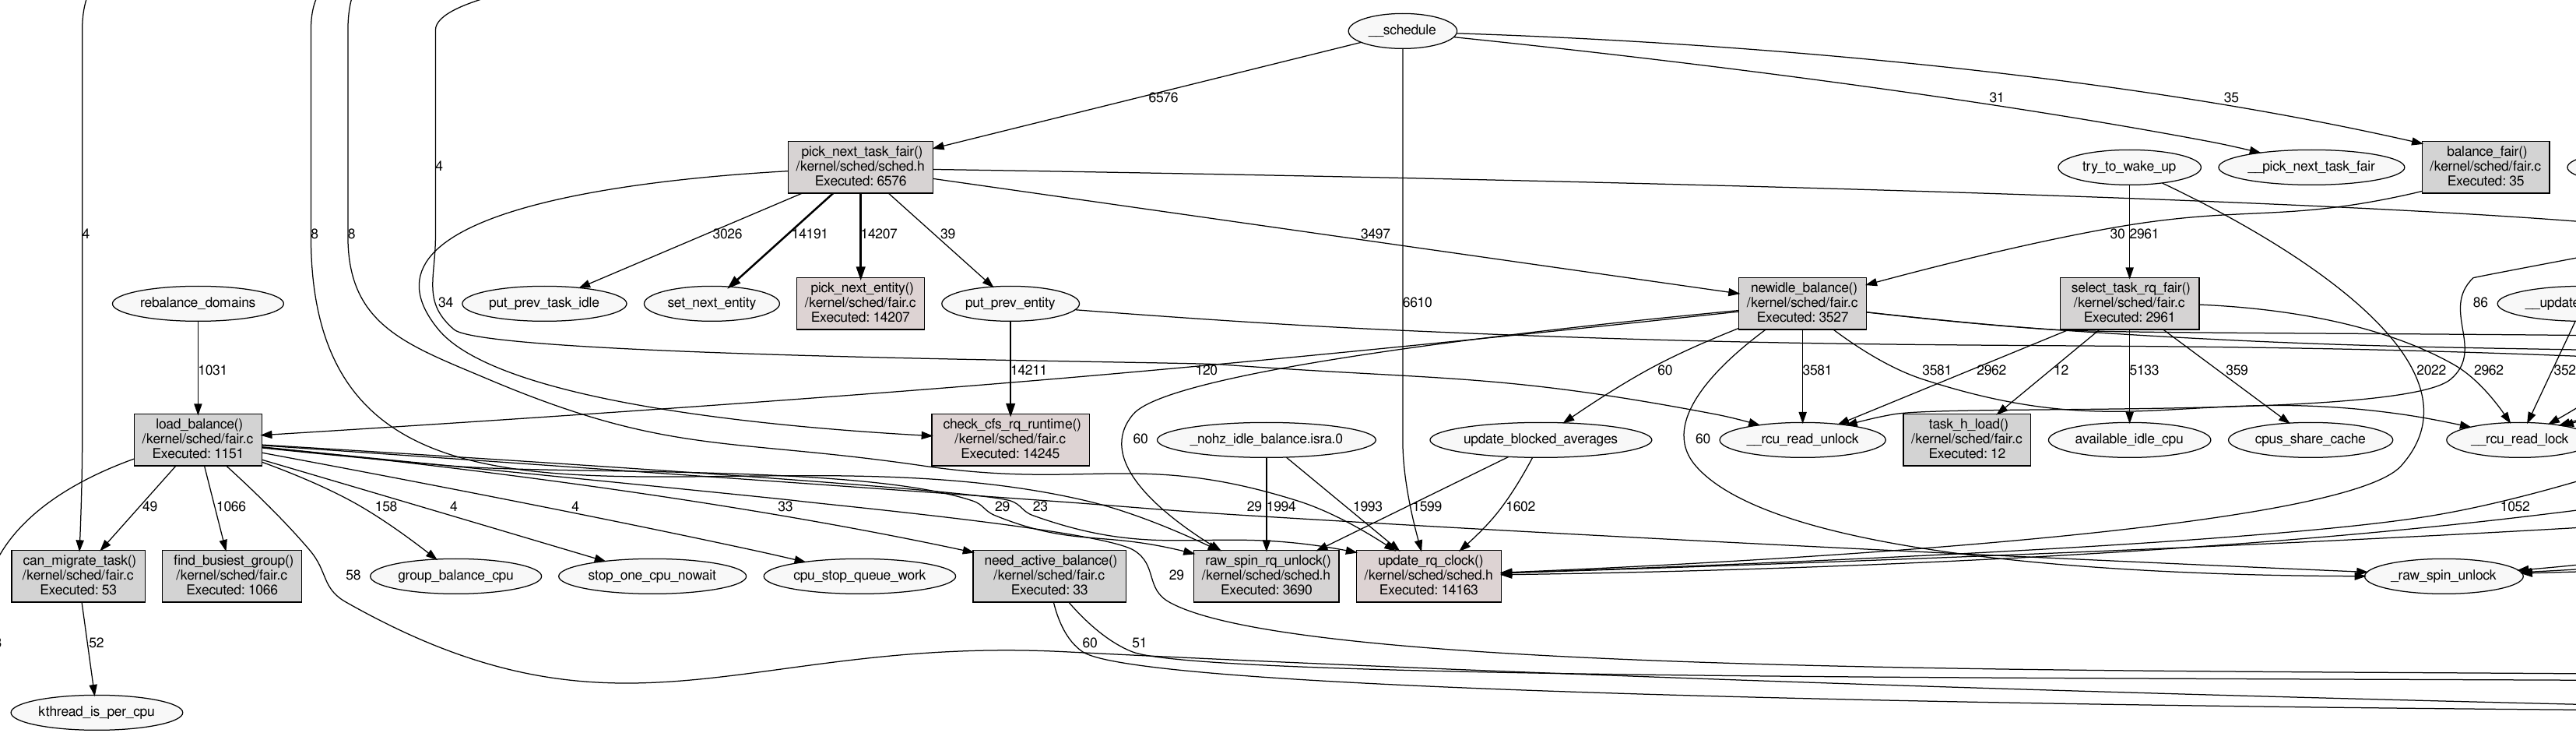 __schedule
6576
31
35
pick_next_task_fair()
/kernel/sched/sched.h
Executed: 6576
4
try_to_wake_up
__pick_next_task_fair
balance_fair()
/kernel/sched/fair.c
Executed: 35
4
8
8
3026
14191
14207
39
3497
30
2961
rebalance_domains
34
put_prev_task_idle
set_next_entity
pick_next_entity()
/kernel/sched/fair.c
Executed: 14207
put_prev_entity
6610
newidle_balance()
/kernel/sched/fair.c
Executed: 3527
select_task_rq_fair()
/kernel/sched/fair.c
Executed: 2961
86
__update
1031
14211
120
60
3581
3581
2962
12
5133
359
2022
2962
352
load_balance()
/kernel/sched/fair.c
Executed: 1151
check_cfs_rq_runtime()
/kernel/sched/fair.c
Executed: 14245
60
_nohz_idle_balance.isra.0
update_blocked_averages
60
__rcu_read_unlock
task_h_load()
/kernel/sched/fair.c
Executed: 12
available_idle_cpu
cpus_share_cache
__rcu_read_lock
49
1066
158
4
4
33
29
23
29
1994
1993
1599
1602
1052
can_migrate_task()
/kernel/sched/fair.c
Executed: 53
find_busiest_group()
/kernel/sched/fair.c
Executed: 1066
58
group_balance_cpu
stop_one_cpu_nowait
cpu_stop_queue_work
need_active_balance()
/kernel/sched/fair.c
Executed: 33
29
raw_spin_rq_unlock()
/kernel/sched/sched.h
Executed: 3690
update_rq_clock()
/kernel/sched/sched.h
Executed: 14163
_raw_spin_unlock
52
60
51
kthread_is_per_cpu